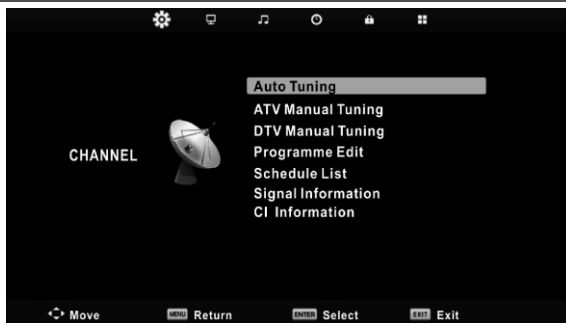 Auto Tuning
ATV Manual Tuning
DTV Manual Tuning
CHANNEL
Programme Edit
Schedule List
Signal Information
CI Information
Move
MENU Return
ENTER Select
EXIT Exit